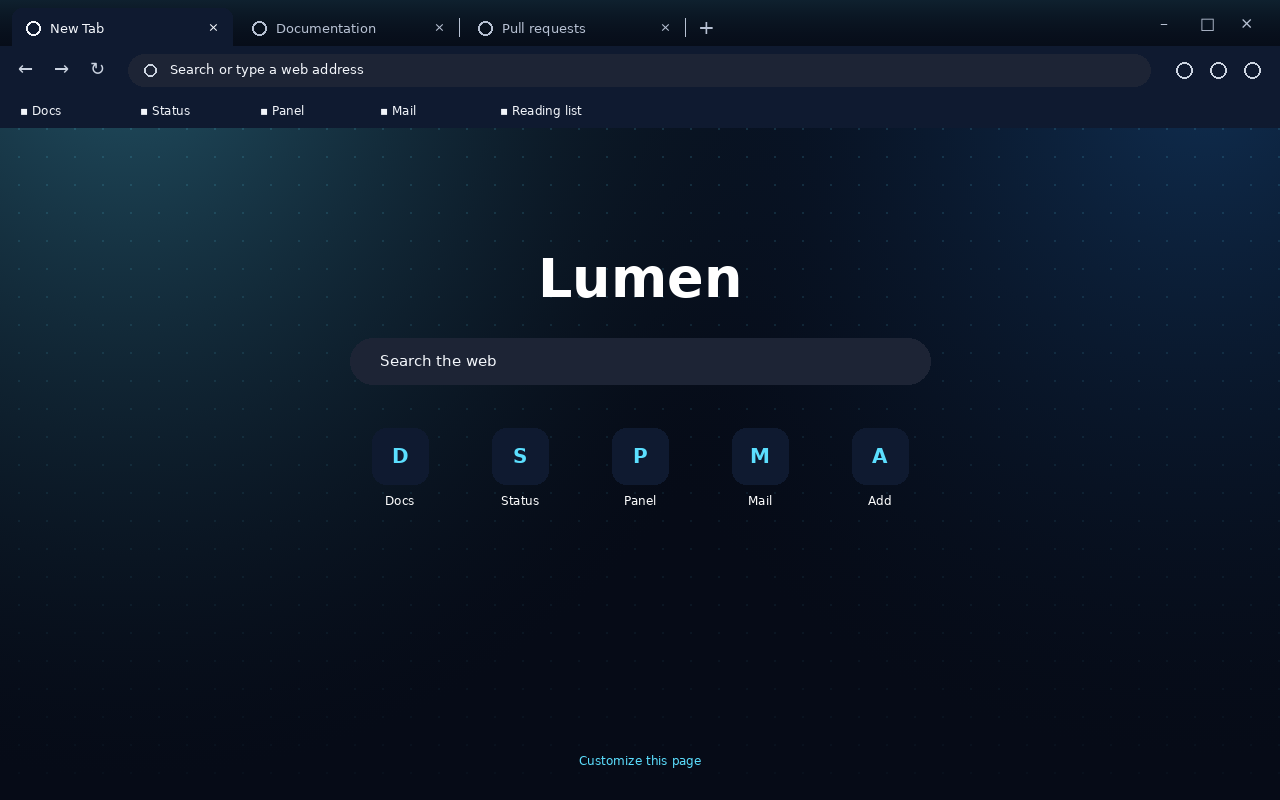 New Tab
Documentation
Pull requests
Search or type a web address
Docs
Status
Panel
Mail
Reading list
Lumen
Search the web
D
S
P
M
A
Docs
Status
Panel
Mail
Add
Customize this page